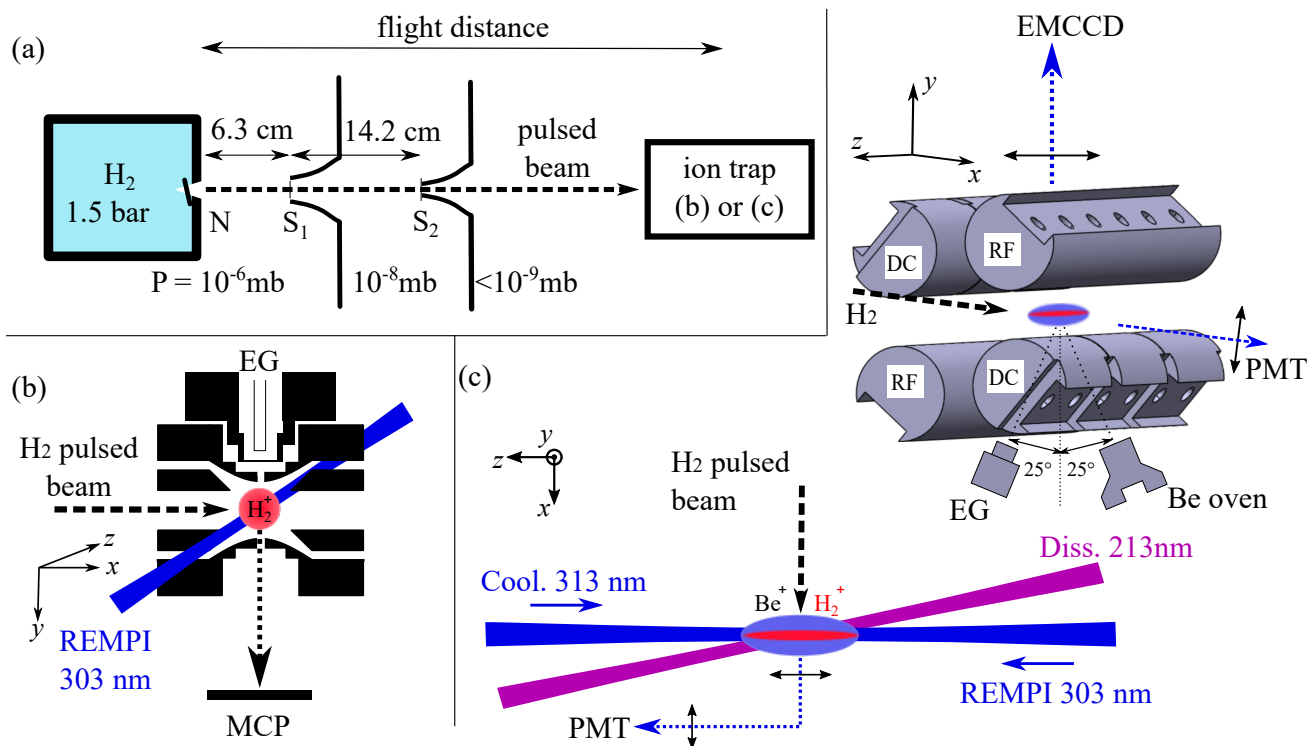 (a)
flight distance
6.3 cm
14.2 cm
pulsed
beam
H₂
1.5 bar
N
S₁
S₂
ion trap
(b) or (c)
P = 10⁻⁶mb
10⁻⁸mb
<10⁻⁹mb
EMCCD
y
z
x
DC
RF
H₂
RF
DC
PMT
25°
25°
EG
Be oven
(b)
EG
H₂ pulsed
beam
H₂⁺
z
x
y
REMPI
303 nm
MCP
(c)
y
z
x
H₂ pulsed
beam
Diss. 213nm
Cool. 313 nm
Be⁺
H₂⁺
REMPI 303 nm
PMT